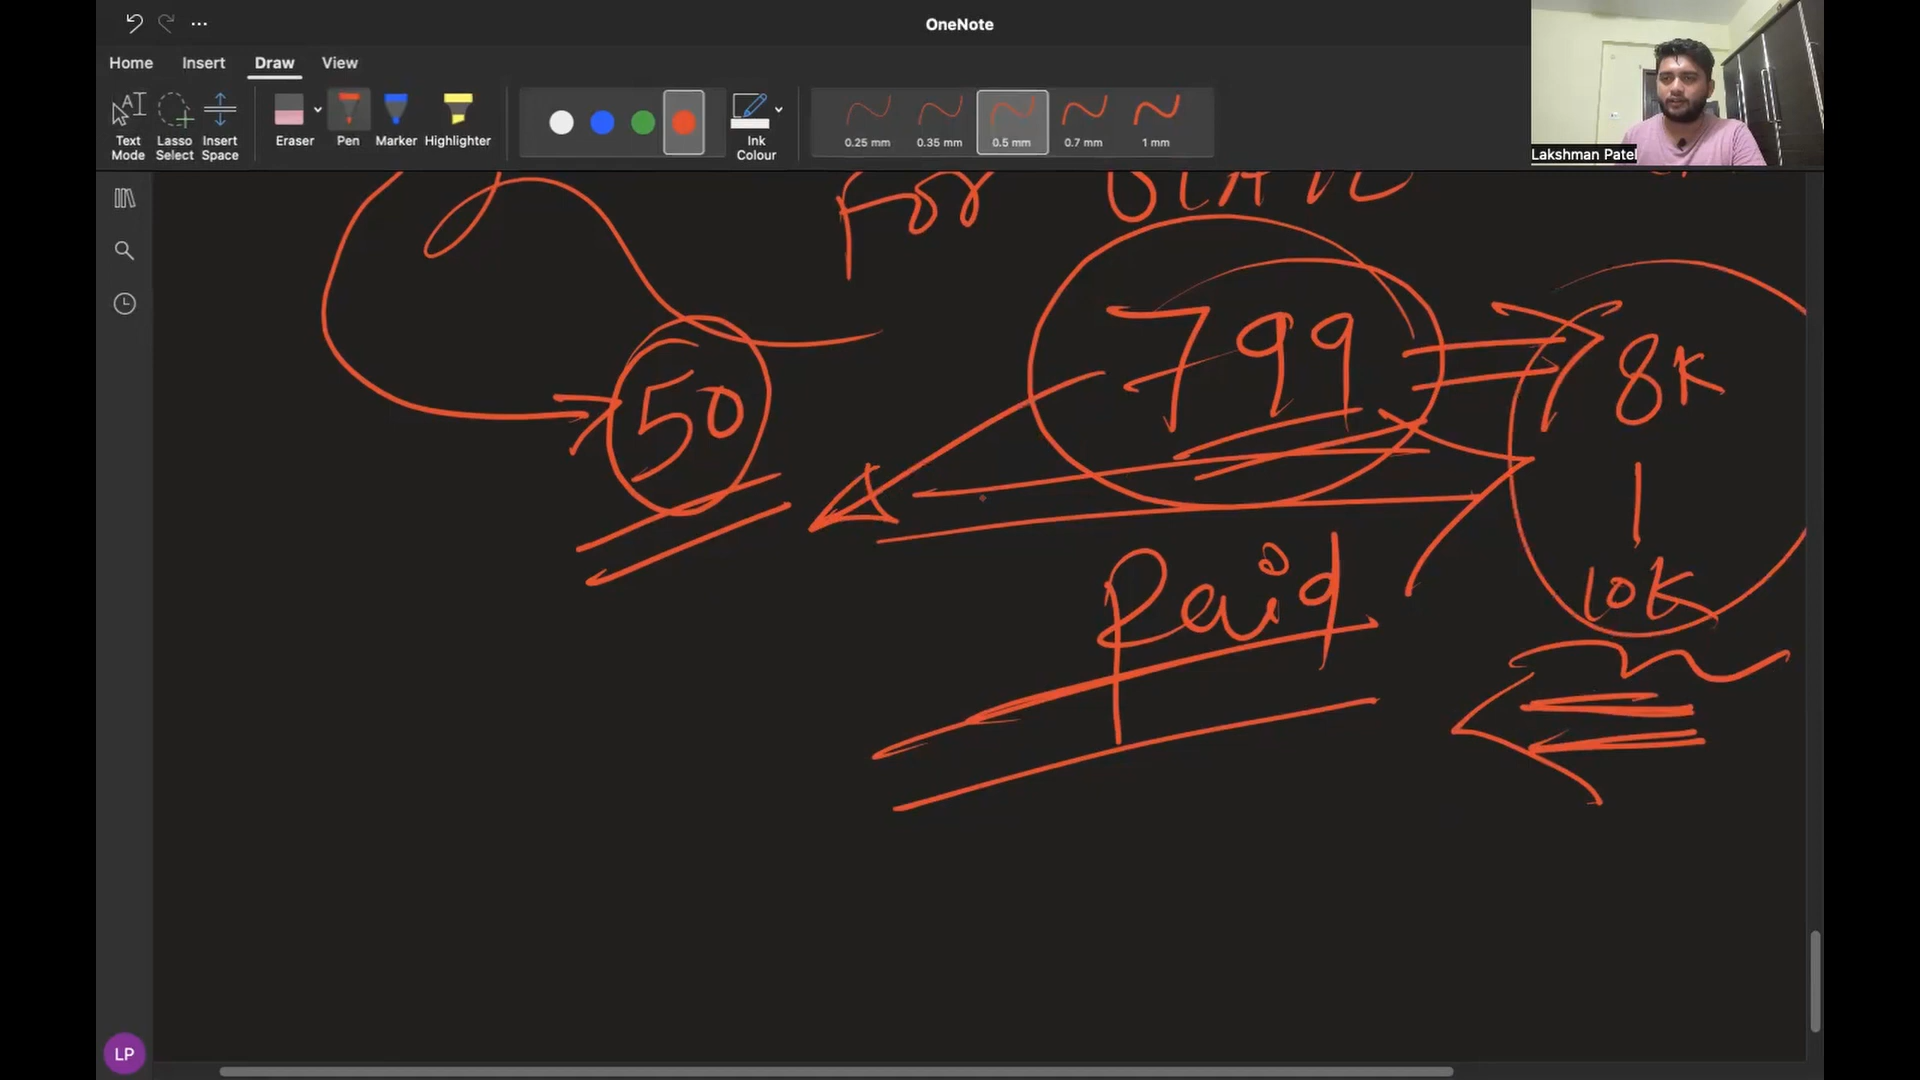 OneNote
Home Insert Draw View
Text Mode
Lasso Select
Insert Space
Eraser
Pen
Marker
Highlighter
Ink Colour
0.25 mm
0.35 mm
0.5 mm
0.7 mm
1 mm
Lakshman Patel
For
799
50
8K
10K
Paid
LP